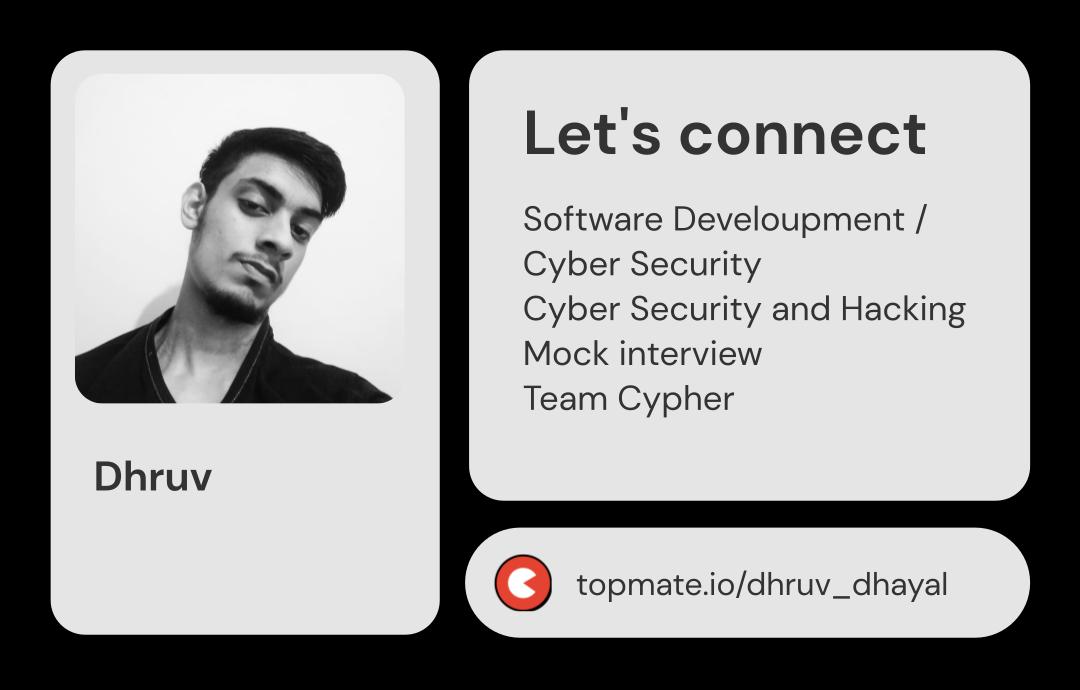 Let's connect
Software Develoupment /
Cyber Security
Cyber Security and Hacking
Mock interview
Team Cypher
Dhruv
topmate.io/dhruv_dhayal